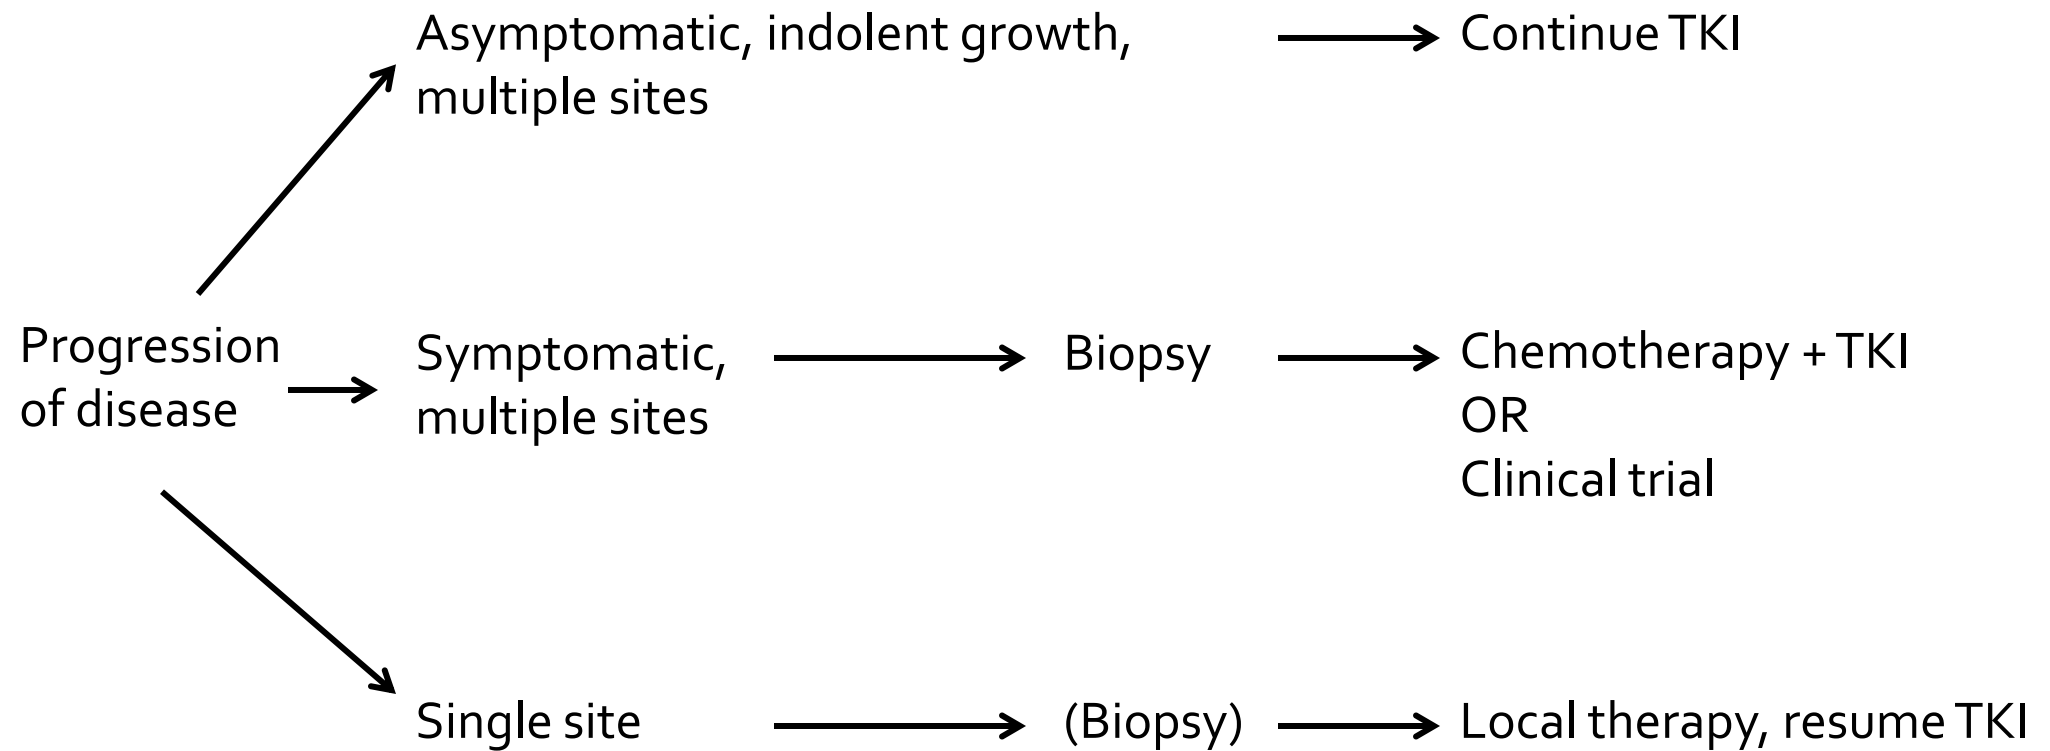 Asymptomatic, indolent growth,
multiple sites
Continue TKI
Progression
of disease
Symptomatic,
multiple sites
Biopsy
Chemotherapy + TKI
OR
Clinical trial
Single site
(Biopsy)
Local therapy, resume TKI